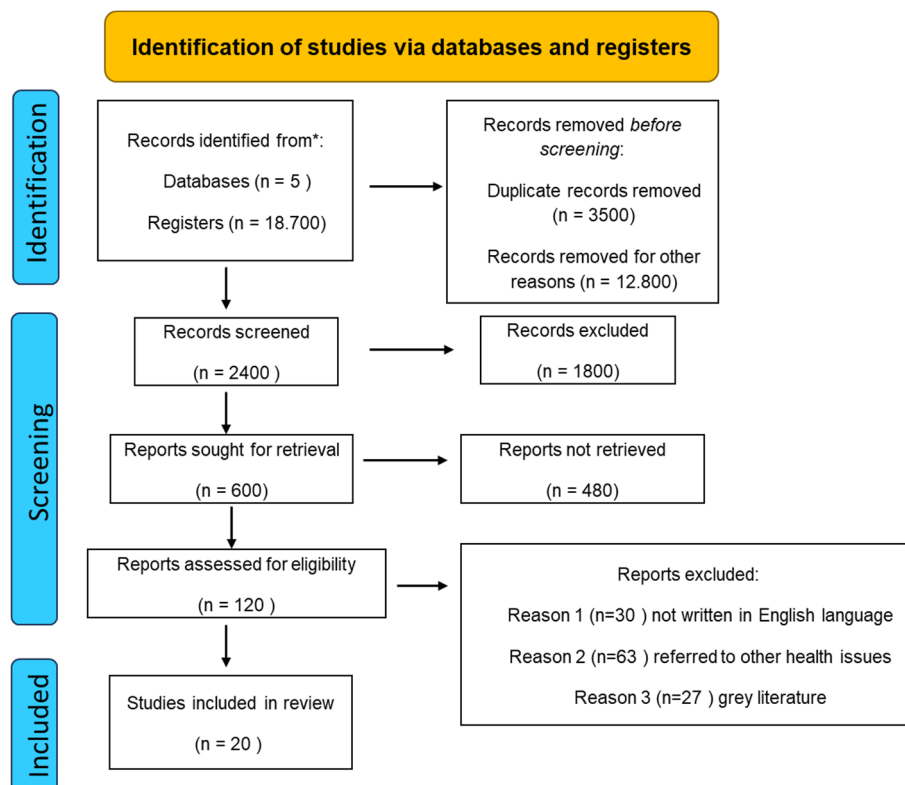 Identification of studies via databases and registers
Identification
Records identified from*:
Databases (n = 5 )
Registers (n = 18.700)
Records removed before
screening:
Duplicate records removed
(n = 3500)
Records removed for other
reasons (n = 12.800)
Screening
Records screened
(n = 2400 )
Records excluded
(n = 1800)
Reports sought for retrieval
(n = 600)
Reports not retrieved
(n = 480)
Reports assessed for eligibility
(n = 120 )
Reports excluded:
Reason 1 (n=30 ) not written in English language
Reason 2 (n=63 ) referred to other health issues
Reason 3 (n=27 ) grey literature
Included
Studies included in review
(n = 20 )